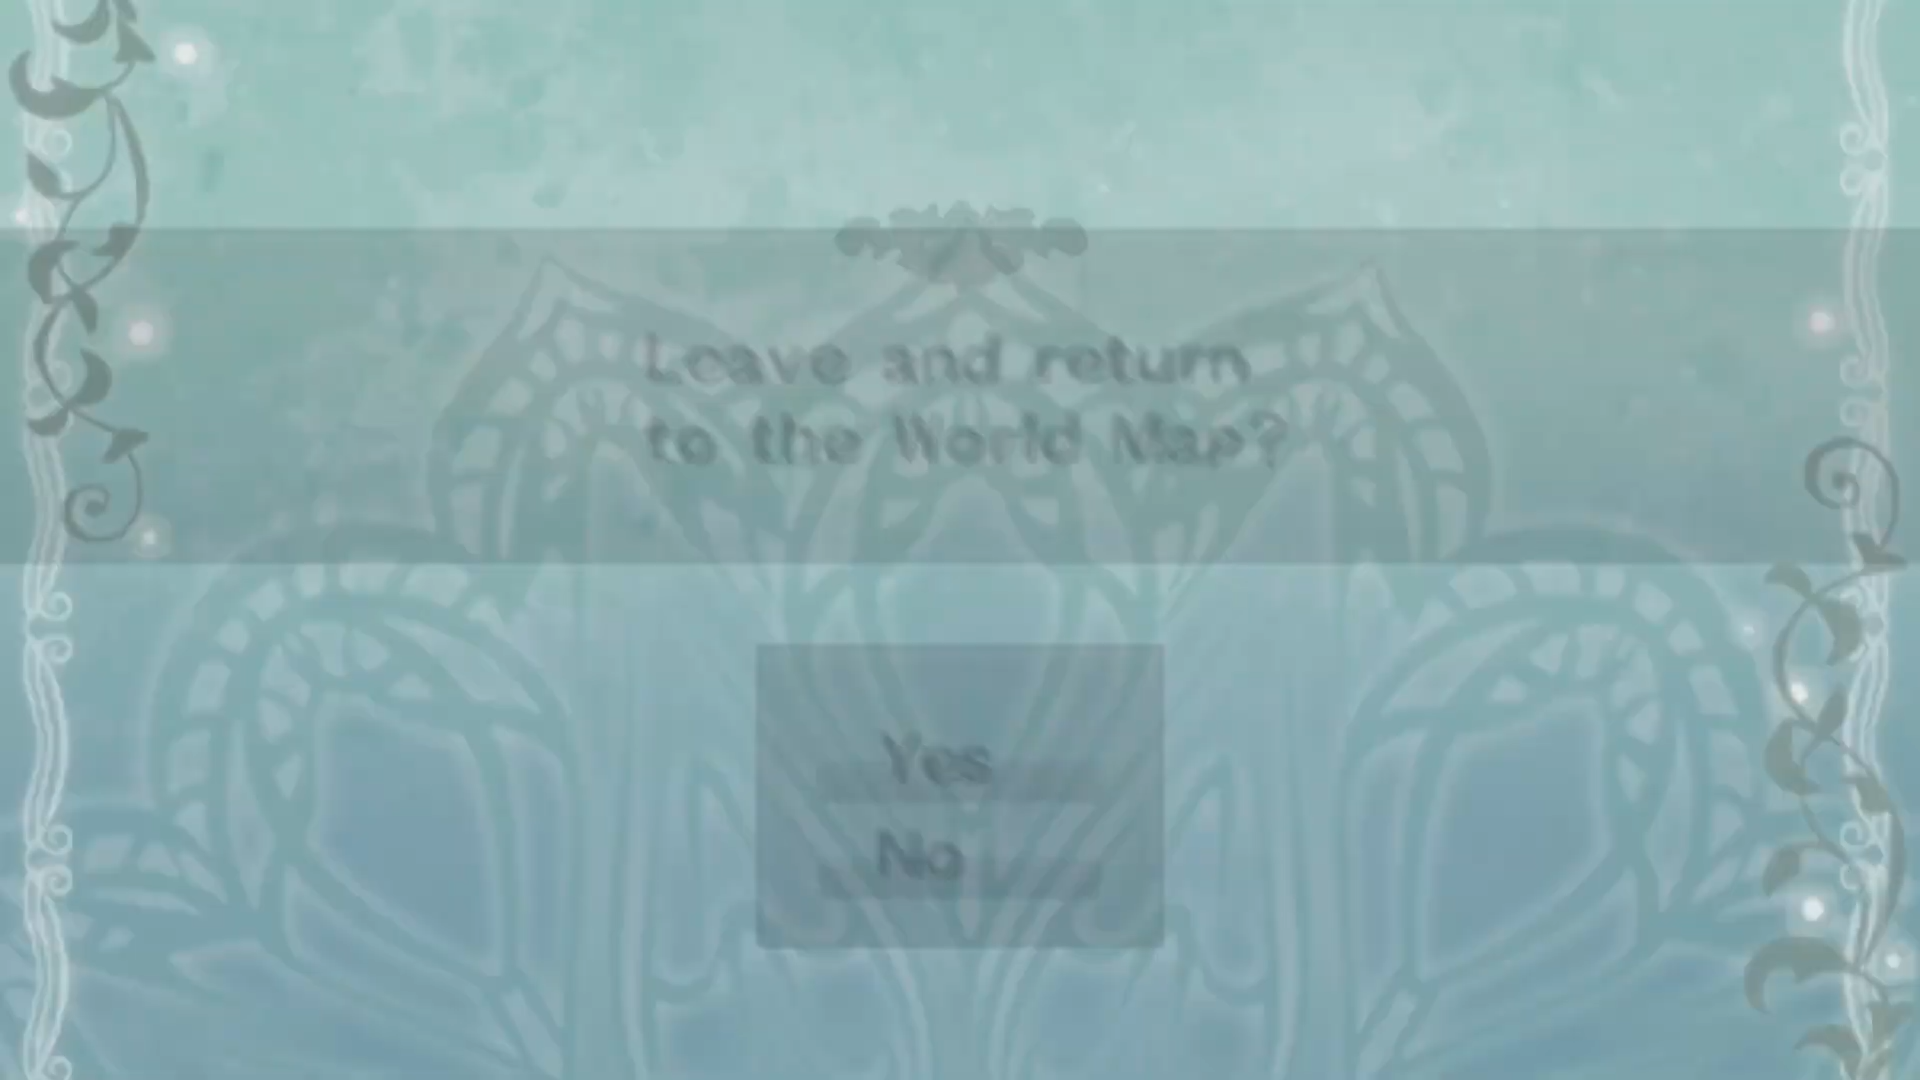 Leave and return
to the World Map?
Yes
No